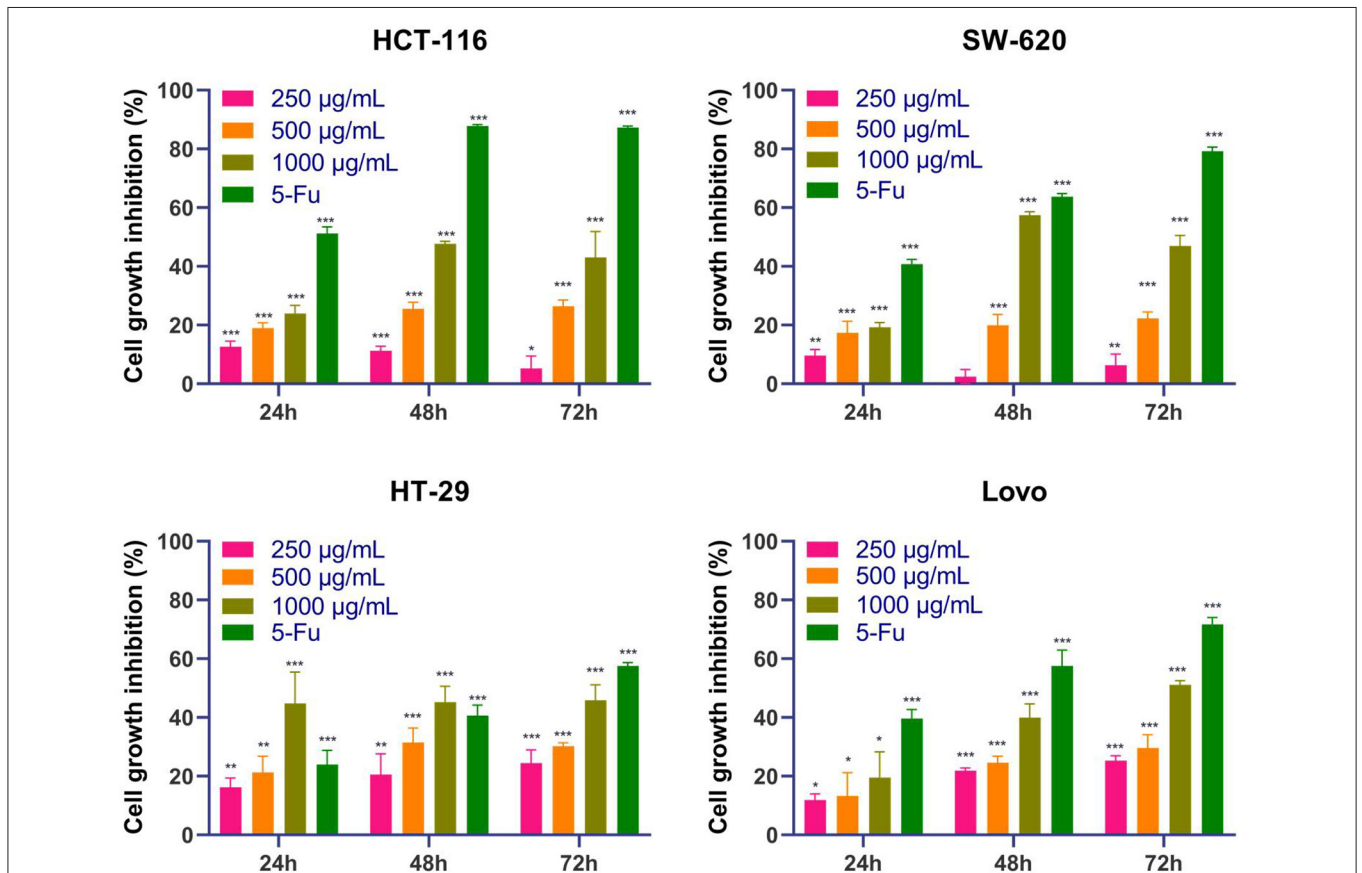 HCT-116
Cell growth inhibition (%)
100
80
60
40
20
0
250 µg/mL
500 µg/mL
1000 µg/mL
5-Fu
*** *** *** ***
*** *** *** ***
* *** *** ***
24h 48h 72h
SW-620
Cell growth inhibition (%)
100
80
60
40
20
0
250 µg/mL
500 µg/mL
1000 µg/mL
5-Fu
** *** *** ***
*** *** ***
** *** *** ***
24h 48h 72h
HT-29
Cell growth inhibition (%)
100
80
60
40
20
0
250 µg/mL
500 µg/mL
1000 µg/mL
5-Fu
** ** *** ***
** *** *** ***
*** *** *** ***
24h 48h 72h
Lovo
Cell growth inhibition (%)
100
80
60
40
20
0
250 µg/mL
500 µg/mL
1000 µg/mL
5-Fu
* * * ***
*** *** *** ***
*** *** *** ***
24h 48h 72h